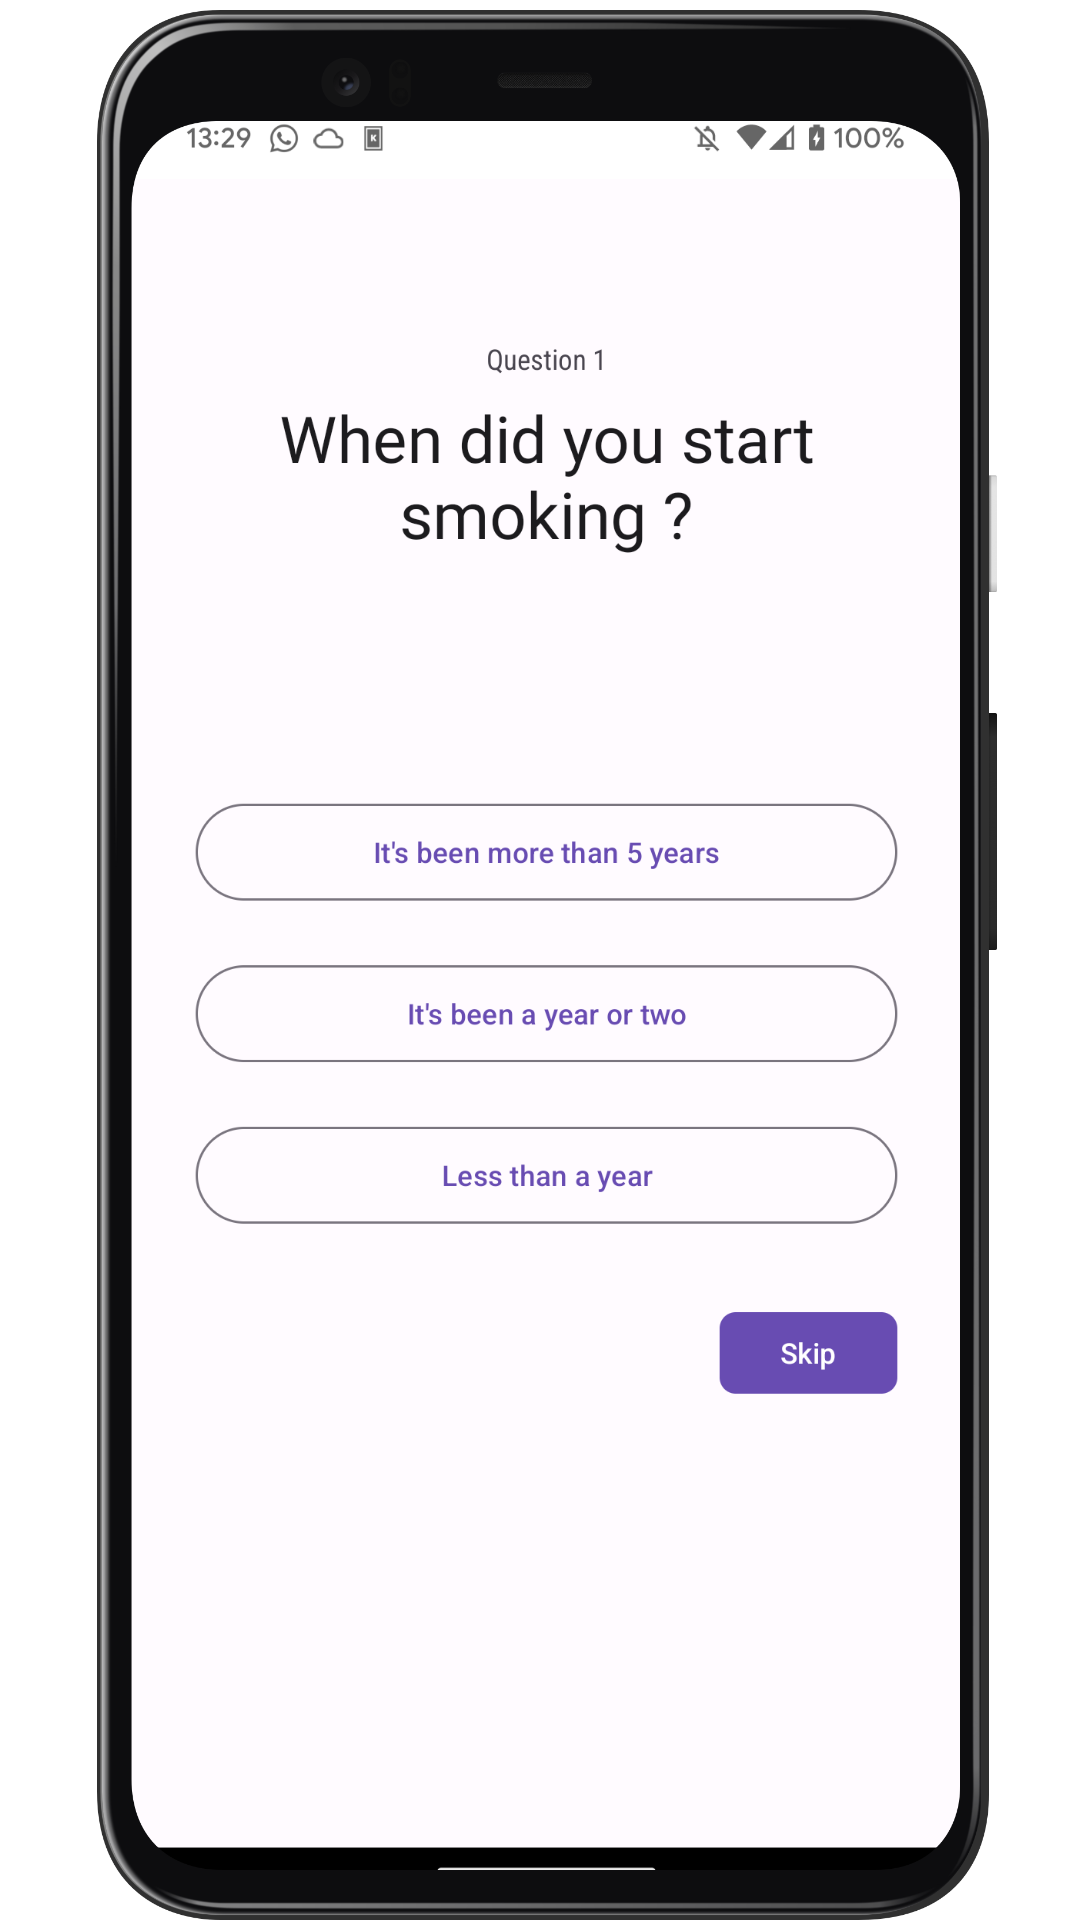 13:29 100%
Question 1
When did you start
smoking ?
It's been more than 5 years
It's been a year or two
Less than a year
Skip